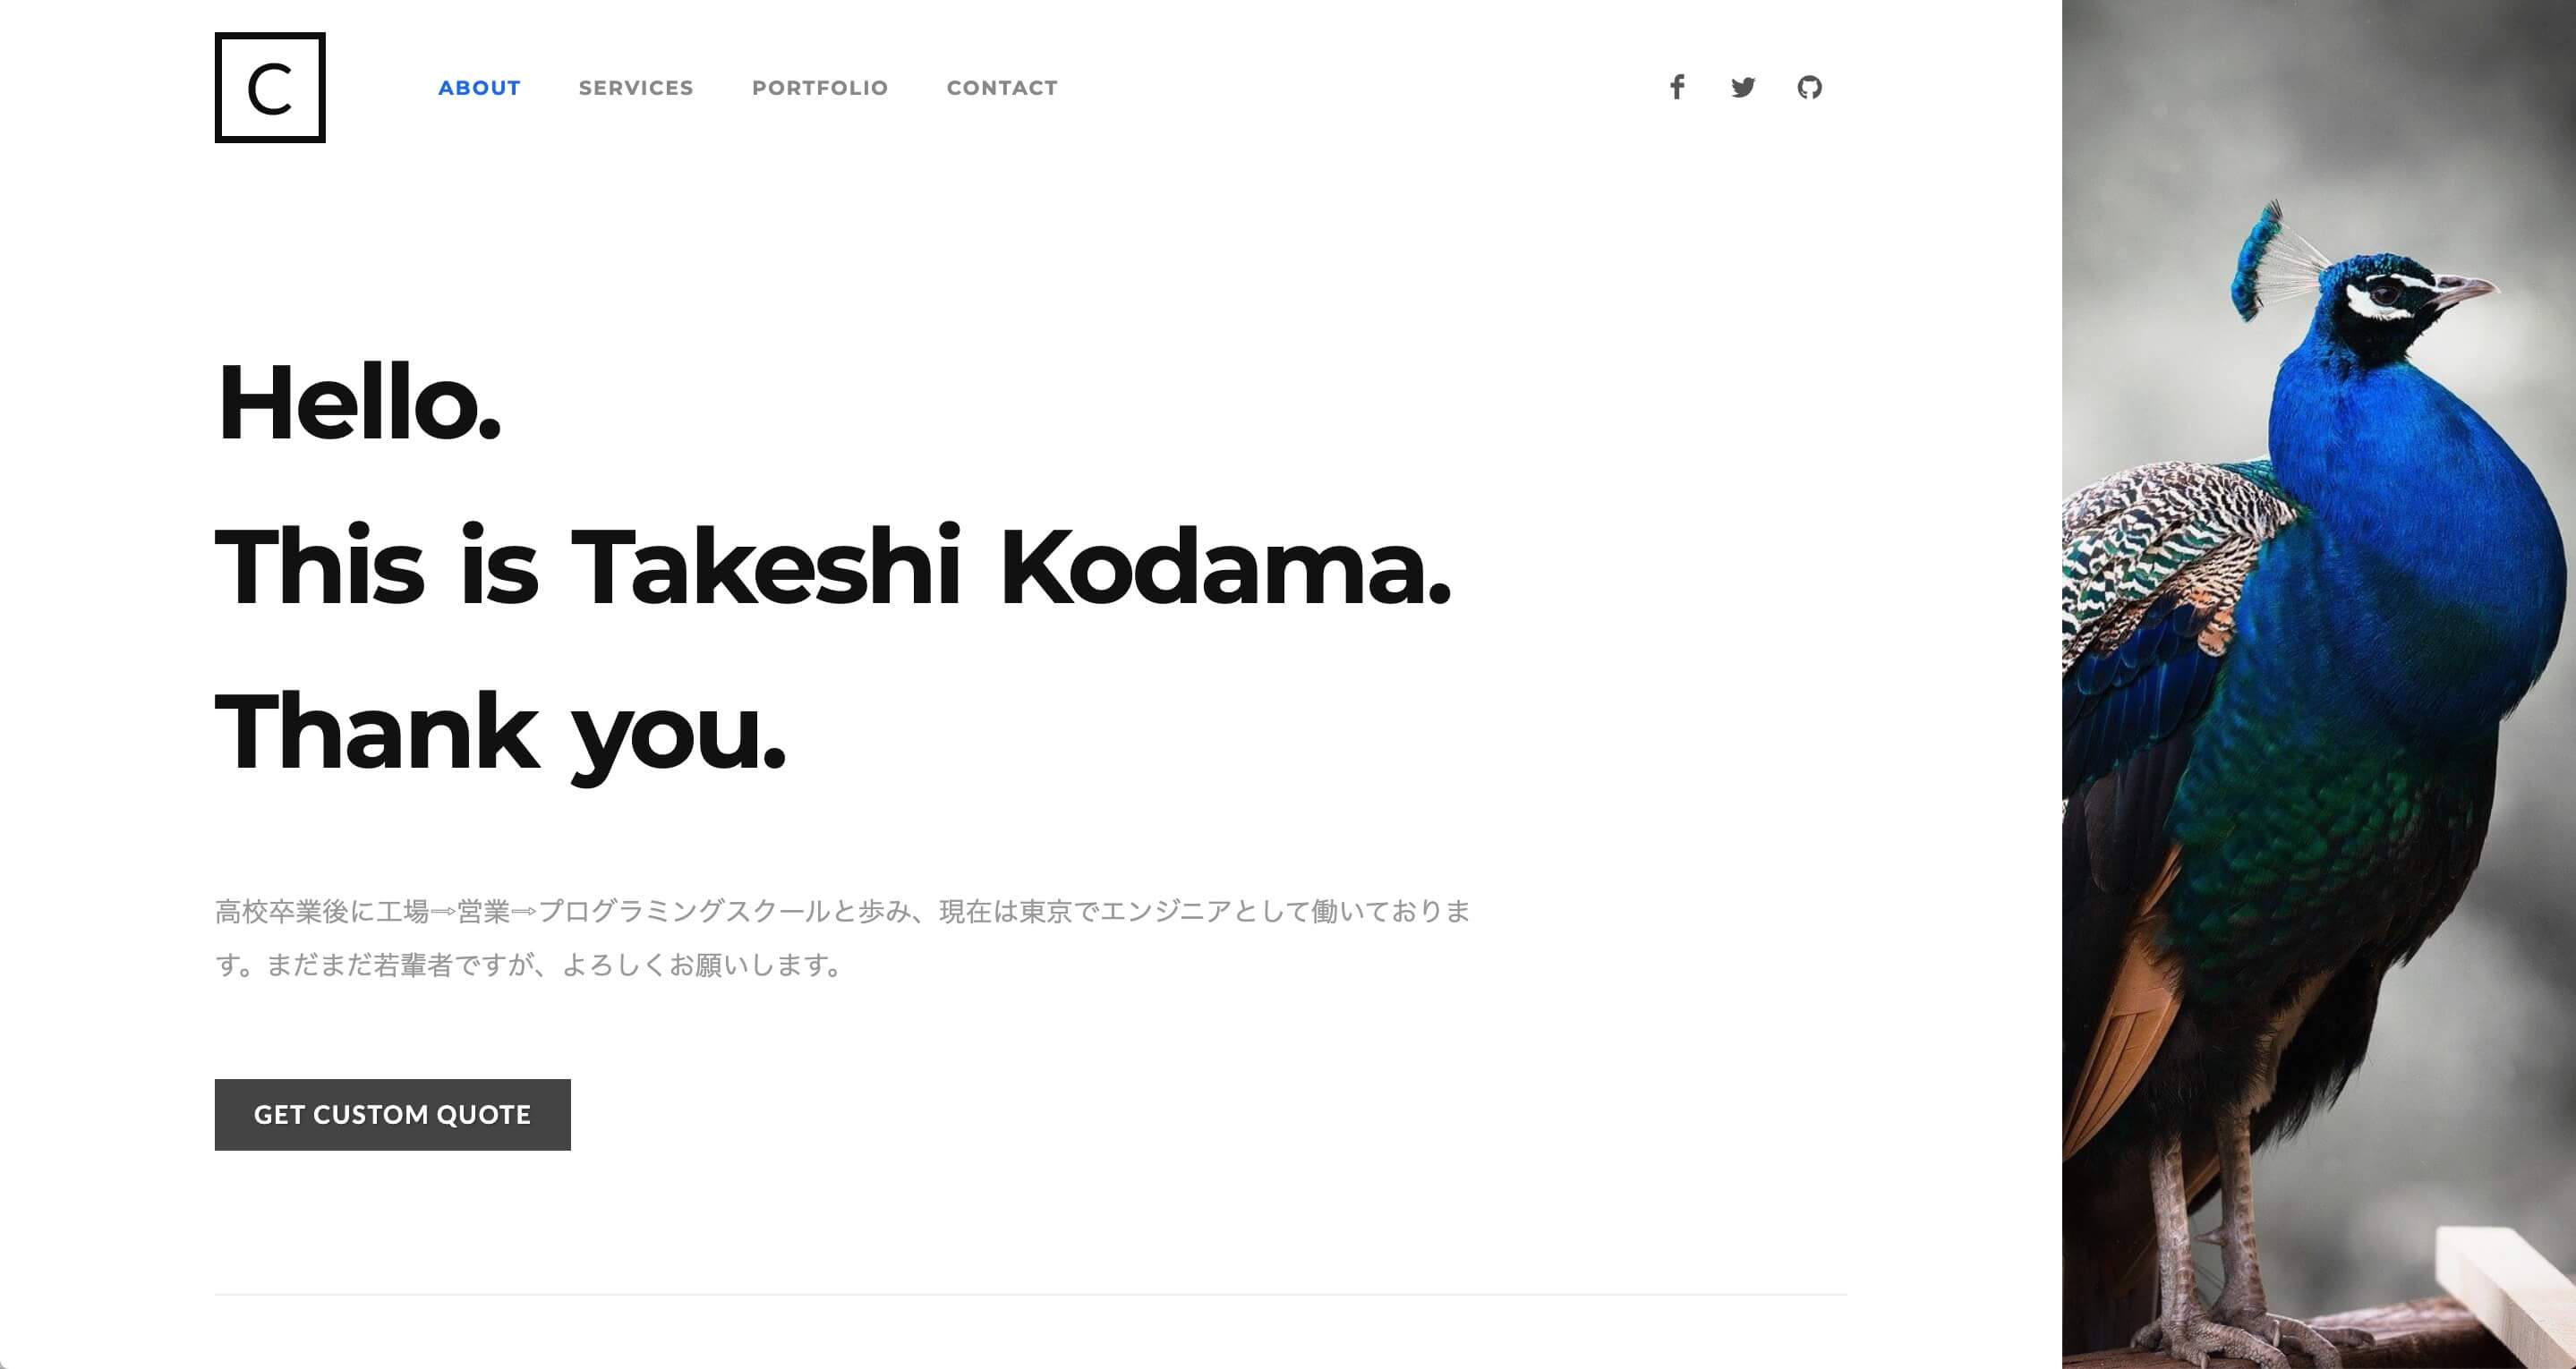 C
ABOUT SERVICES PORTFOLIO CONTACT
Hello.
This is Takeshi Kodama.
Thank you.
高校卒業後に工場⇨営業⇨プログラミングスクールと歩み、現在は東京でエンジニアとして働いておりま
す。まだまだ若輩者ですが、よろしくお願いします。
GET CUSTOM QUOTE